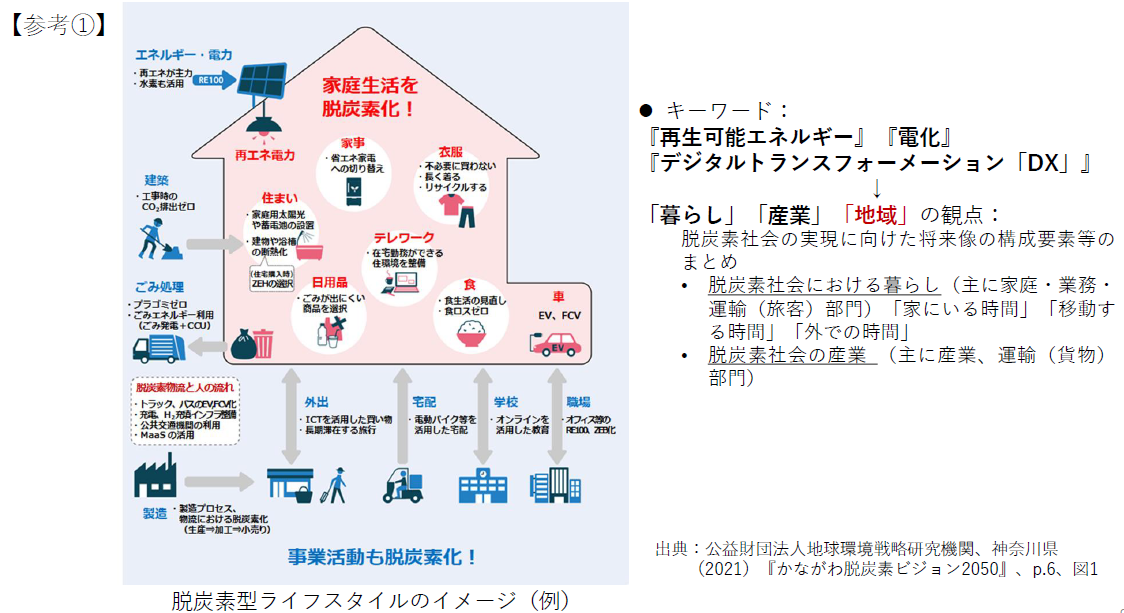 【参考①】
エネルギー・電力
・再エネが主力
・水素も活用
RE100
家庭生活を
脱炭素化！
再エネ電力
家事
・省エネ家電
への切り替え
衣服
・不必要に買わない
・長く着る
・リサイクルする
建築
・工事時の
CO₂排出ゼロ
住まい
・家庭用太陽光
や蓄電池の設置
・建物や浴槽
の断熱化
（住宅購入時）
ZEHの選択
テレワーク
・在宅勤務ができる
住環境を整備
日用品
・ごみが出にくい
商品を選択
食
・食生活の見直し
・食ロスゼロ
車
EV、FCV
EV
ごみ処理
・プラゴミゼロ
・ごみエネルギー利用
（ごみ発電＋CCU）
脱炭素物流と人の流れ
・トラック、バスのEV,FCV化
・充電、H₂充填インフラ整備
・公共交通機関の利用
・MaaS の活用
外出
・ICTを活用した買い物
・長期滞在する旅行
宅配
・電動バイク等を
活用した宅配
学校
・オンラインを
活用した教育
職場
・オフィス等の
RE100、ZEB化
製造
・製造プロセス、
物流における脱炭素化
（生産⇒加工⇒小売り）
事業活動も脱炭素化！
脱炭素型ライフスタイルのイメージ（例）
● キーワード：
『再生可能エネルギー』『電化』
『デジタルトランスフォーメーション「DX」』
↓
「暮らし」「産業」「地域」の観点：
脱炭素社会の実現に向けた将来像の構成要素等の
まとめ
• 脱炭素社会における暮らし（主に家庭・業務・
運輸（旅客）部門）「家にいる時間」「移動す
る時間」「外での時間」
• 脱炭素社会の産業 （主に産業、運輸（貨物）
部門）
出典：公益財団法人地球環境戦略研究機関、神奈川県
（2021）『かながわ脱炭素ビジョン2050』、p.6、図1